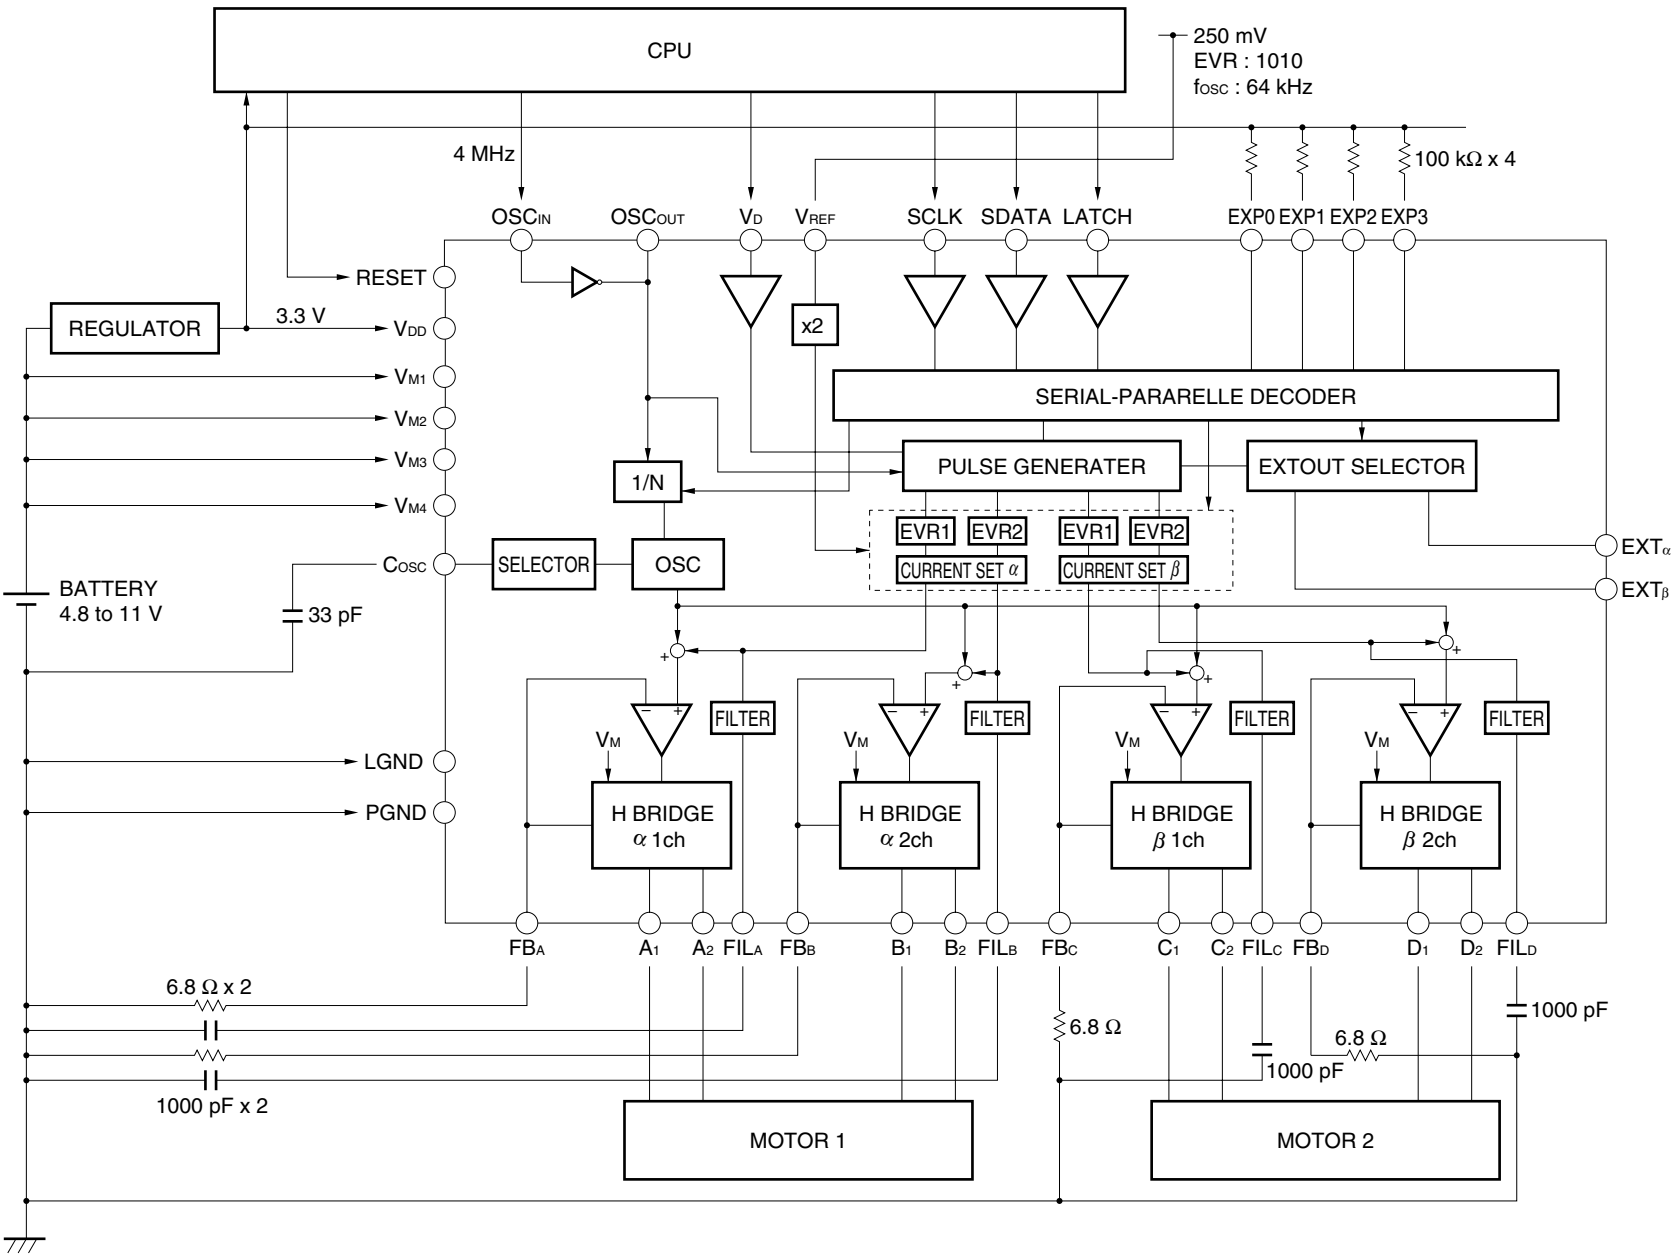 CPU
250 mV
EVR : 1010
fOSC : 64 kHz
4 MHz
100 kΩ x 4
OSCIN
OSCOUT
VD
VREF
SCLK
SDATA
LATCH
EXP0
EXP1
EXP2
EXP3
RESET
REGULATOR
3.3 V
VDD
x2
VM1
SERIAL-PARARELLE DECODER
VM2
VM3
PULSE GENERATER
EXTOUT SELECTOR
1/N
VM4
EVR1
EVR2
EVR1
EVR2
EXTα
COSC
SELECTOR
OSC
CURRENT SET α
CURRENT SET β
EXTβ
BATTERY
4.8 to 11 V
33 pF
+
+
+
+
− +
FILTER
− +
FILTER
− +
FILTER
− +
FILTER
VM
VM
VM
VM
LGND
PGND
H BRIDGE
α 1ch
H BRIDGE
α 2ch
H BRIDGE
β 1ch
H BRIDGE
β 2ch
FBA
A1
A2
FILA
FBB
B1
B2
FILB
FBC
C1
C2
FILC
FBD
D1
D2
FILD
6.8 Ω x 2
1000 pF
6.8 Ω
6.8 Ω
1000 pF
1000 pF x 2
MOTOR 1
MOTOR 2